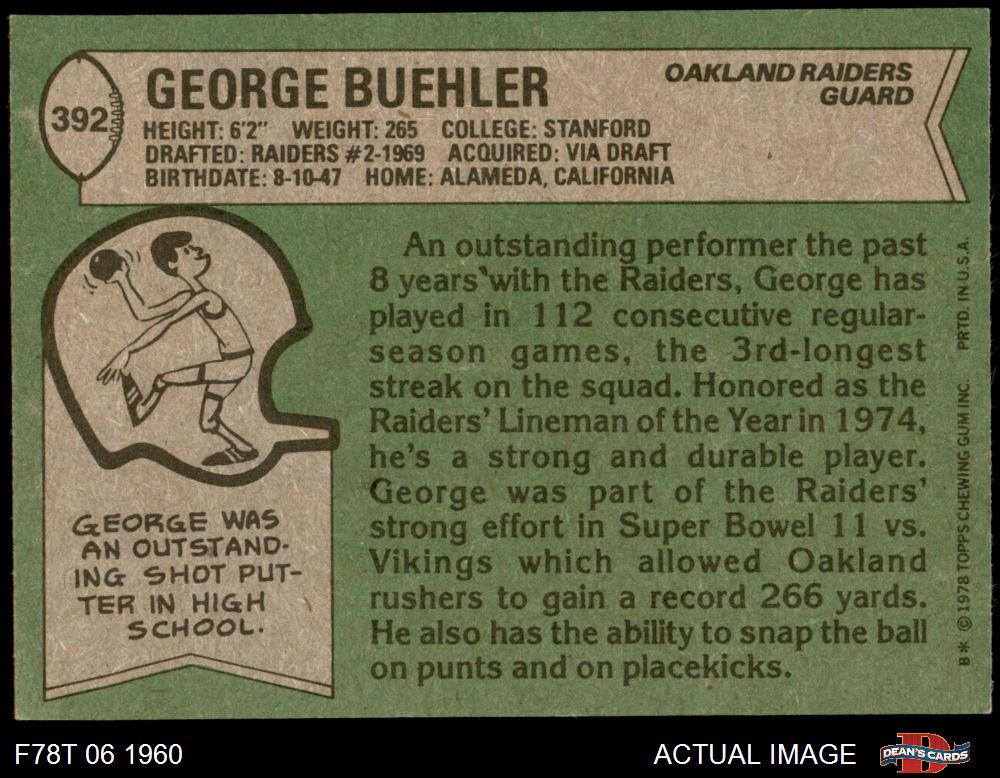 392
GEORGE BUEHLER
OAKLAND RAIDERS
GUARD
HEIGHT: 6'2" WEIGHT: 265 COLLEGE: STANFORD
DRAFTED: RAIDERS #2-1969 ACQUIRED: VIA DRAFT
BIRTHDATE: 8-10-47 HOME: ALAMEDA, CALIFORNIA
GEORGE WAS
AN OUTSTAND-
ING SHOT PUT-
TER IN HIGH
SCHOOL.
An outstanding performer the past
8 years with the Raiders, George has
played in 112 consecutive regular-
season games, the 3rd-longest
streak on the squad. Honored as the
Raiders' Lineman of the Year in 1974,
he's a strong and durable player.
George was part of the Raiders'
strong effort in Super Bowel 11 vs.
Vikings which allowed Oakland
rushers to gain a record 266 yards.
He also has the ability to snap the ball
on punts and on placekicks.
B* © 1978 TOPPS CHEWING GUM INC. PRTD. IN U.S.A.
F78T 06 1960
ACTUAL IMAGE
D
DEAN'S CARDS